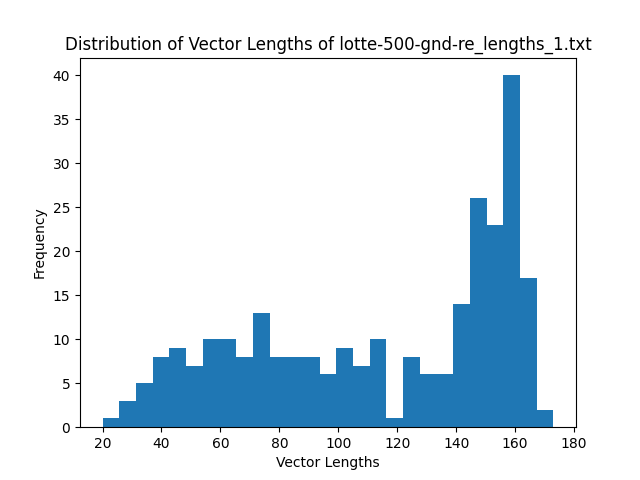 Distribution of Vector Lengths of lotte-500-gnd-re_lengths_1.txt
40
35
30
25
20
15
10
5
0
Frequency
20 40 60 80 100 120 140 160 180
Vector Lengths